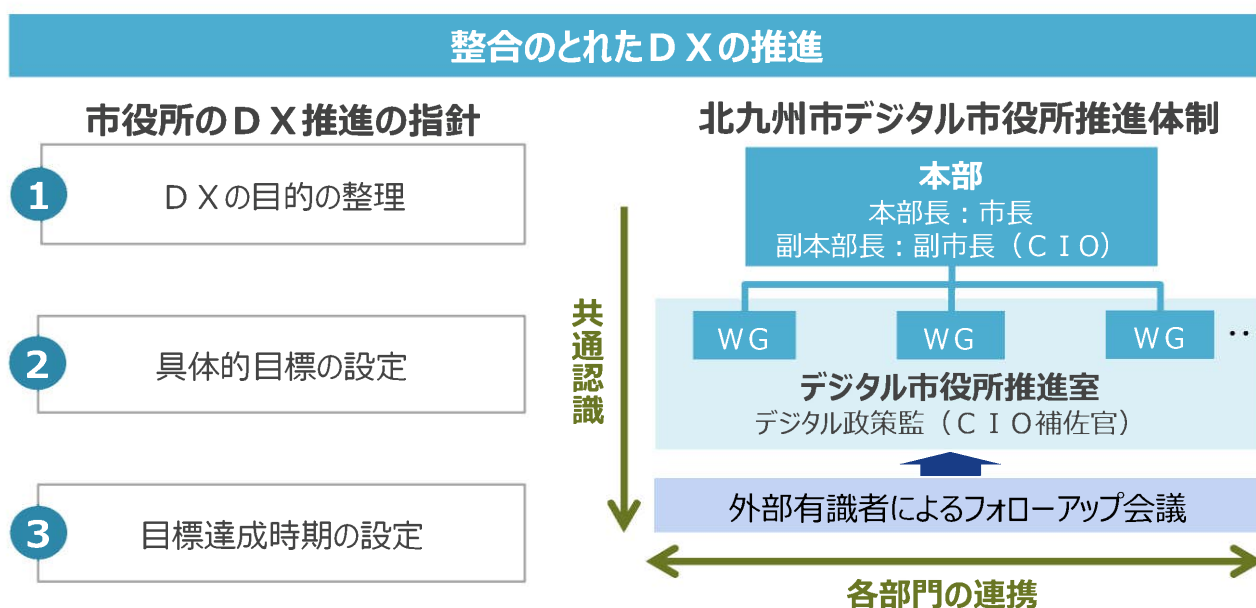 整合のとれたＤＸの推進
市役所のＤＸ推進の指針
1
ＤＸの目的の整理
2
具体的目標の設定
3
目標達成時期の設定
共通認識
北九州市デジタル市役所推進体制
本部
本部長：市長
副本部長：副市長（ＣＩＯ）
WG
WG
WG
‥
デジタル市役所推進室
デジタル政策監（ＣＩＯ補佐官）
外部有識者によるフォローアップ会議
各部門の連携